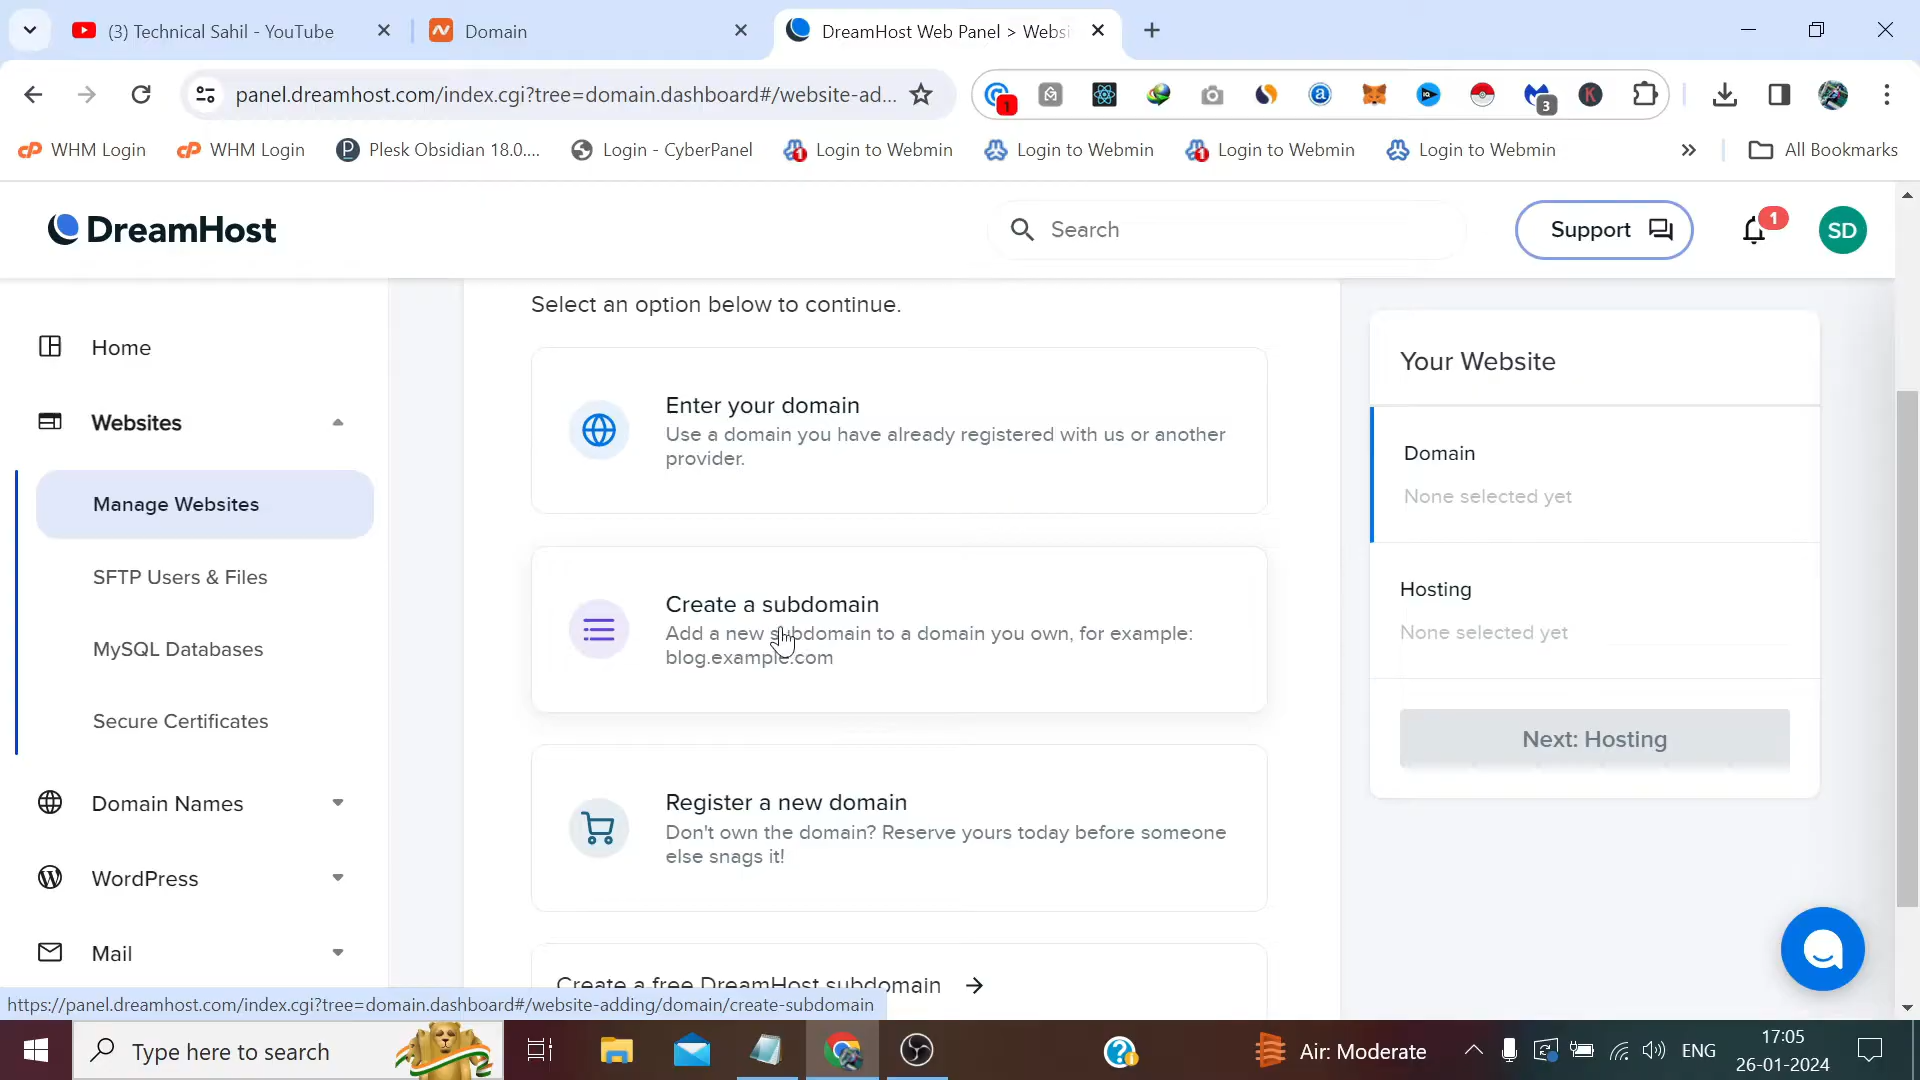 (3) Technical Sahil - YouTube
Domain
DreamHost Web Panel > Websi
panel.dreamhost.com/index.cgi?tree=domain.dashboard#/website-ad...
1
3
WHM Login
WHM Login
Plesk Obsidian 18.0....
Login - CyberPanel
Login to Webmin
Login to Webmin
Login to Webmin
Login to Webmin
All Bookmarks
DreamHost
Search
Support
1
SD
Home
Websites
Manage Websites
SFTP Users & Files
MySQL Databases
Secure Certificates
Domain Names
WordPress
Mail
Select an option below to continue.
Enter your domain
Use a domain you have already registered with us or another
provider.
Create a subdomain
Add a new subdomain to a domain you own, for example:
blog.example.com
Register a new domain
Don't own the domain? Reserve yours today before someone
else snags it!
Create a free DreamHost subdomain
Your Website
Domain
None selected yet
Hosting
None selected yet
Next: Hosting
https://panel.dreamhost.com/index.cgi?tree=domain.dashboard#/website-adding/domain/create-subdomain
Type here to search
Air: Moderate
ENG
17:05
26-01-2024